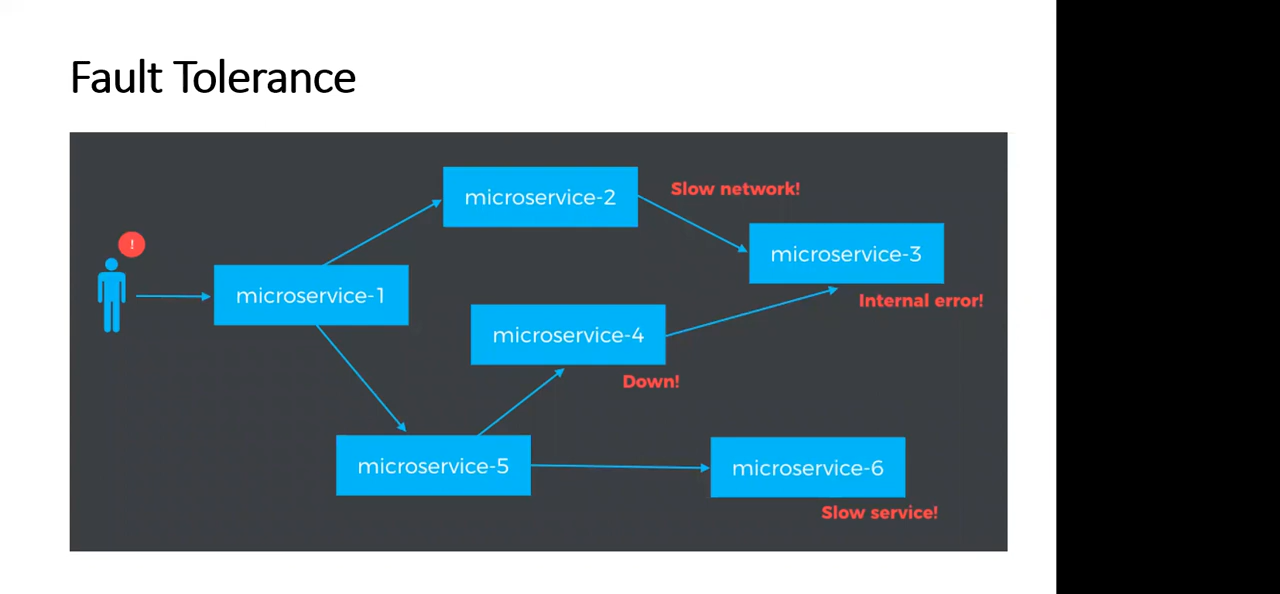 Fault Tolerance
microservice-2
Slow network!
microservice-3
!
microservice-1
Internal error!
microservice-4
Down!
microservice-5
microservice-6
Slow service!